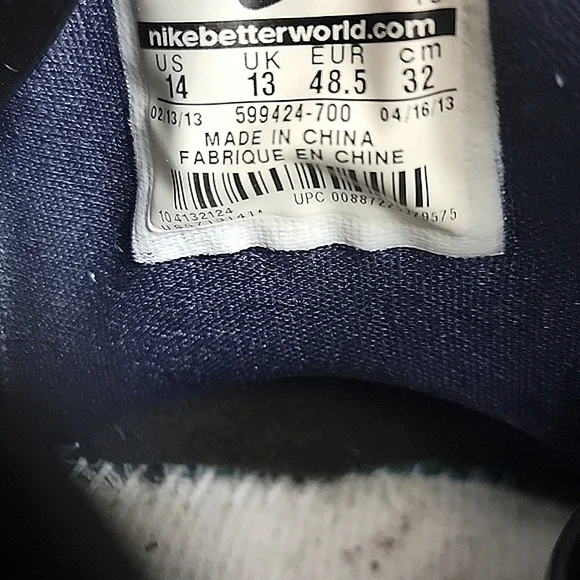 nikebetterworld.com
US UK EUR cm
14 13 48.5 32
02/13/13 599424-700 04/16/13
MADE IN CHINA
FABRIQUE EN CHINE
104132124
UPC